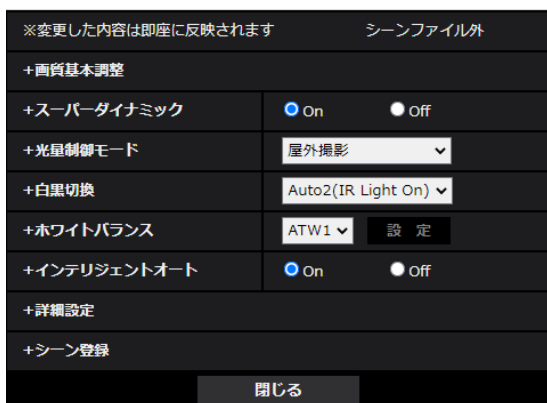 ※変更した内容は即座に反映されます シーンファイル外
+画質基本調整
+スーパーダイナミック On Off
+光量制御モード 屋外撮影
+白黒切換 Auto2(IR Light On)
+ホワイトバランス ATW1 設 定
+インテリジェントオート On Off
+詳細設定
+シーン登録
閉じる